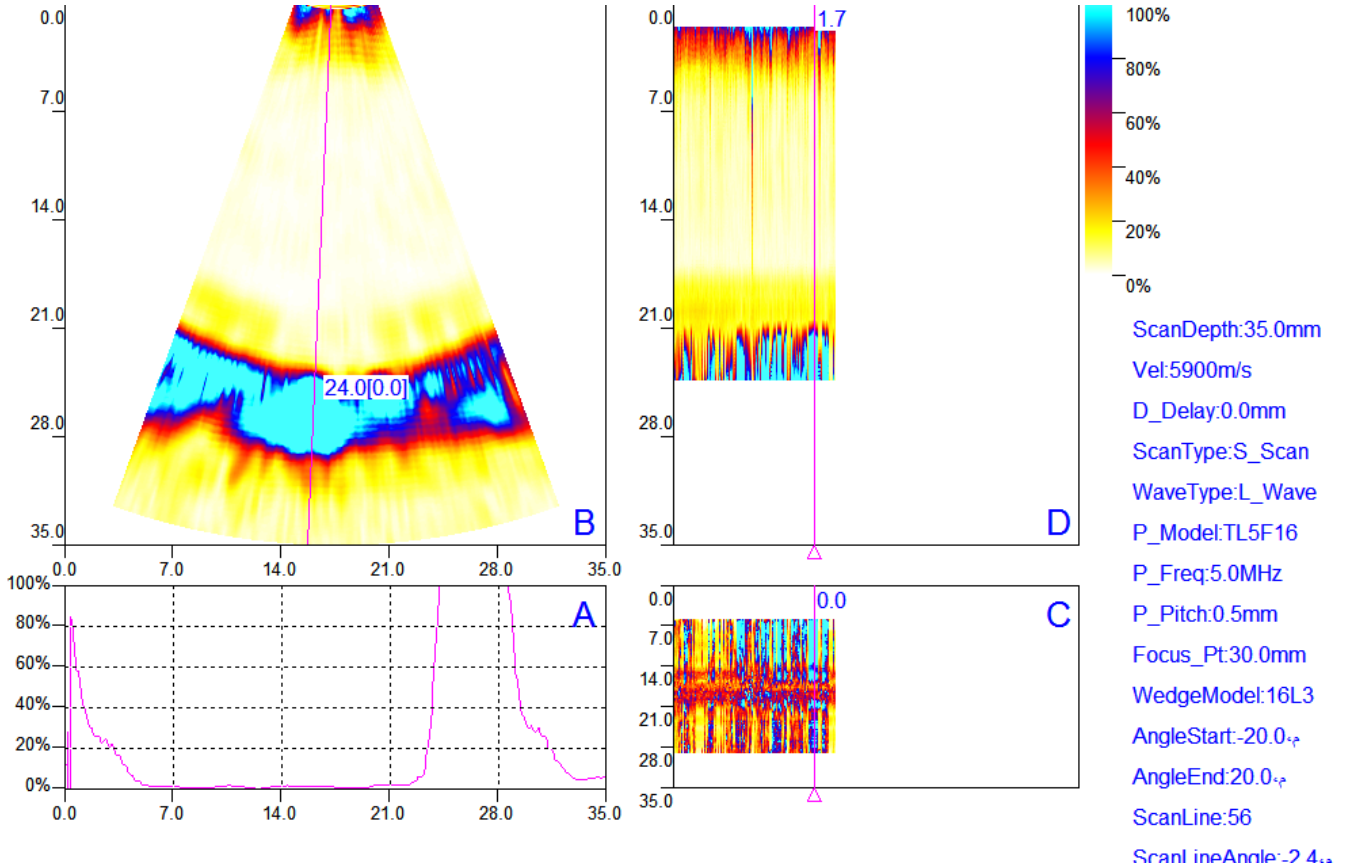 0.0
7.0
14.0
21.0
28.0
35.0
24.0[0.0]
B
0.0 7.0 14.0 21.0 28.0 35.0
0.0
7.0
14.0
21.0
28.0
35.0
1.7
D
100%
80%
60%
40%
20%
0%
100%
80%
60%
40%
20%
0%
A
0.0 7.0 14.0 21.0 28.0 35.0
0.0
7.0
14.0
21.0
28.0
35.0
0.0
C
ScanDepth:35.0mm
Vel:5900m/s
D_Delay:0.0mm
ScanType:S_Scan
WaveType:L_Wave
P_Model:TL5F16
P_Freq:5.0MHz
P_Pitch:0.5mm
Focus_Pt:30.0mm
WedgeModel:16L3
AngleStart:-20.0
AngleEnd:20.0
ScanLine:56
ScanLineAngle:-2.4